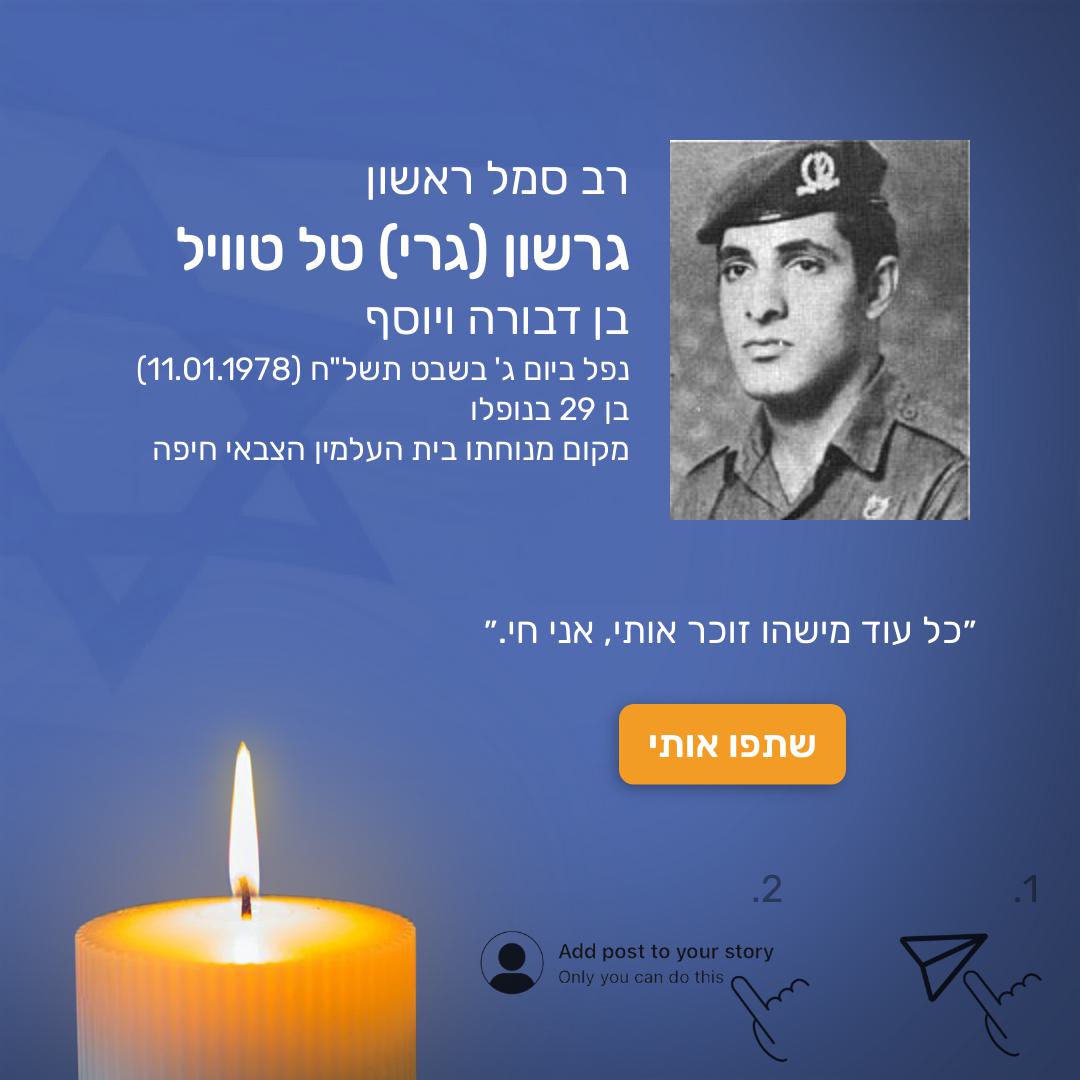 רב סמל ראשון
גרשון (גרי) טל טוויל
בן דבורה ויוסף
נפל ביום ג' בשבט תשל"ח (11.01.1978)
בן 29 בנופלו
מקום מנוחתו בית העלמין הצבאי חיפה
״כל עוד מישהו זוכר אותי, אני חי.״
שתפו אותי
1.
2.
Add post to your story
Only you can do this